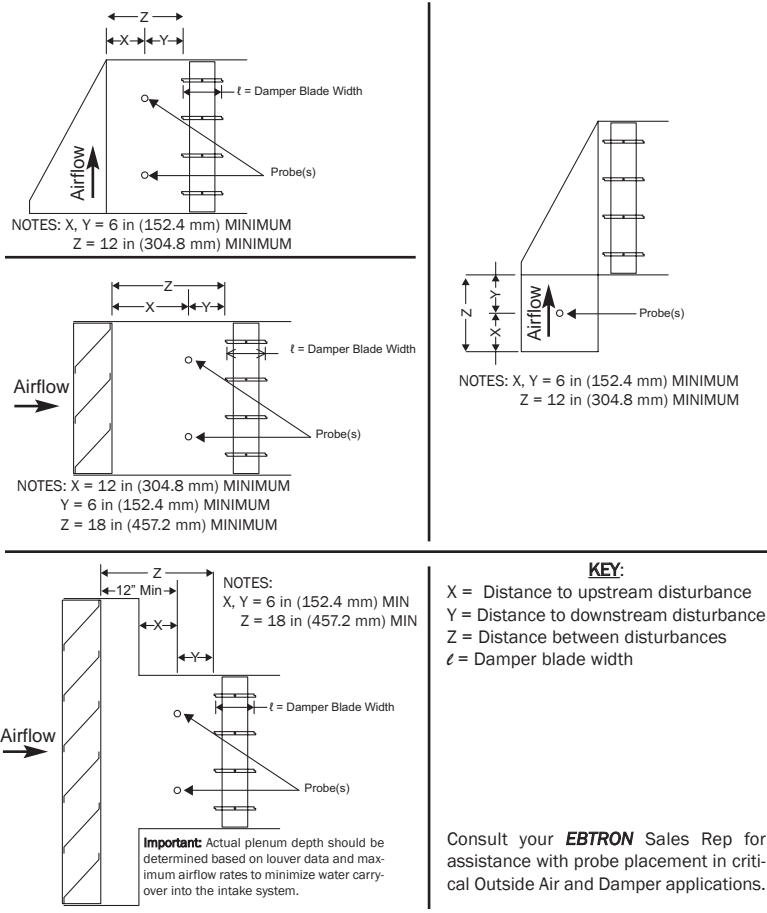 Z
X Y
ℓ = Damper Blade Width
Airflow
Probe(s)
NOTES: X, Y = 6 in (152.4 mm) MINIMUM
Z = 12 in (304.8 mm) MINIMUM
Z
X Y
ℓ = Damper Blade Width
Airflow
Probe(s)
NOTES: X = 12 in (304.8 mm) MINIMUM
Y = 6 in (152.4 mm) MINIMUM
Z = 18 in (457.2 mm) MINIMUM
Z
Y
X
Airflow
Probe(s)
NOTES: X, Y = 6 in (152.4 mm) MINIMUM
Z = 12 in (304.8 mm) MINIMUM
Z
12" Min
X
Y
NOTES:
X, Y = 6 in (152.4 mm) MIN
Z = 18 in (457.2 mm) MIN
ℓ = Damper Blade Width
Airflow
Probe(s)
Important: Actual plenum depth should be
determined based on louver data and max-
imum airflow rates to minimize water carry-
over into the intake system.
KEY:
X = Distance to upstream disturbance
Y = Distance to downstream disturbance
Z = Distance between disturbances
ℓ = Damper blade width
Consult your EBTRON Sales Rep for
assistance with probe placement in criti-
cal Outside Air and Damper applications.